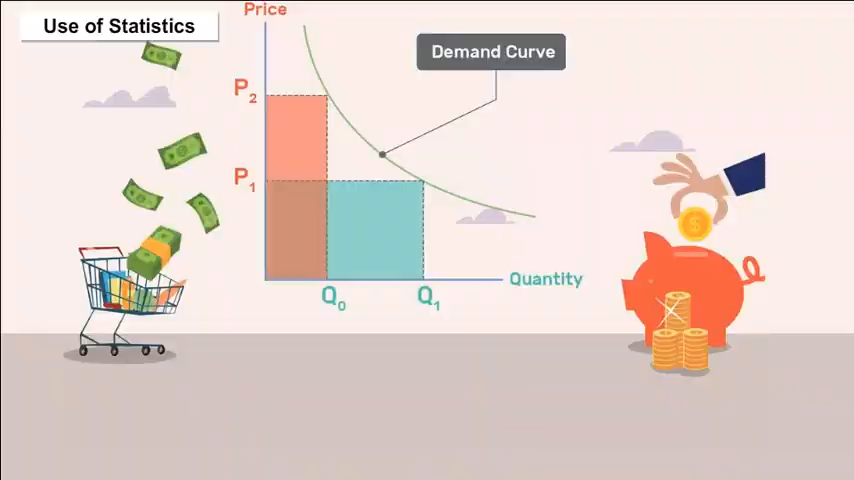 Use of Statistics
Price
Demand Curve
P2
P1
Quantity
Q0
Q1
$